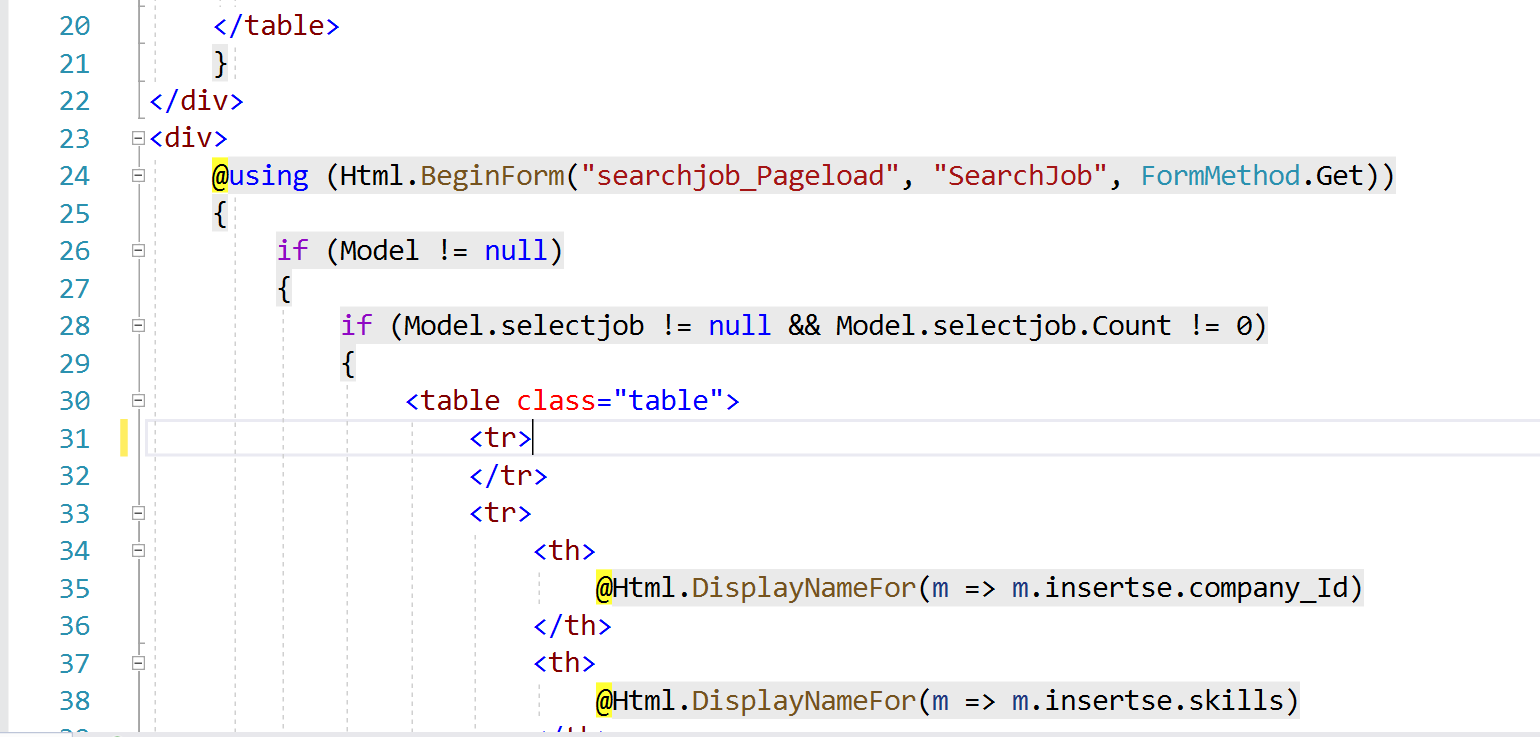 20 </table>
21 }
22 </div>
23 <div>
24 @using (Html.BeginForm("searchjob_Pageload", "SearchJob", FormMethod.Get))
25 {
26 if (Model != null)
27 {
28 if (Model.selectjob != null && Model.selectjob.Count != 0)
29 {
30 <table class="table">
31 <tr>
32 </tr>
33 <tr>
34 <th>
35 @Html.DisplayNameFor(m => m.insertse.company_Id)
36 </th>
37 <th>
38 @Html.DisplayNameFor(m => m.insertse.skills)